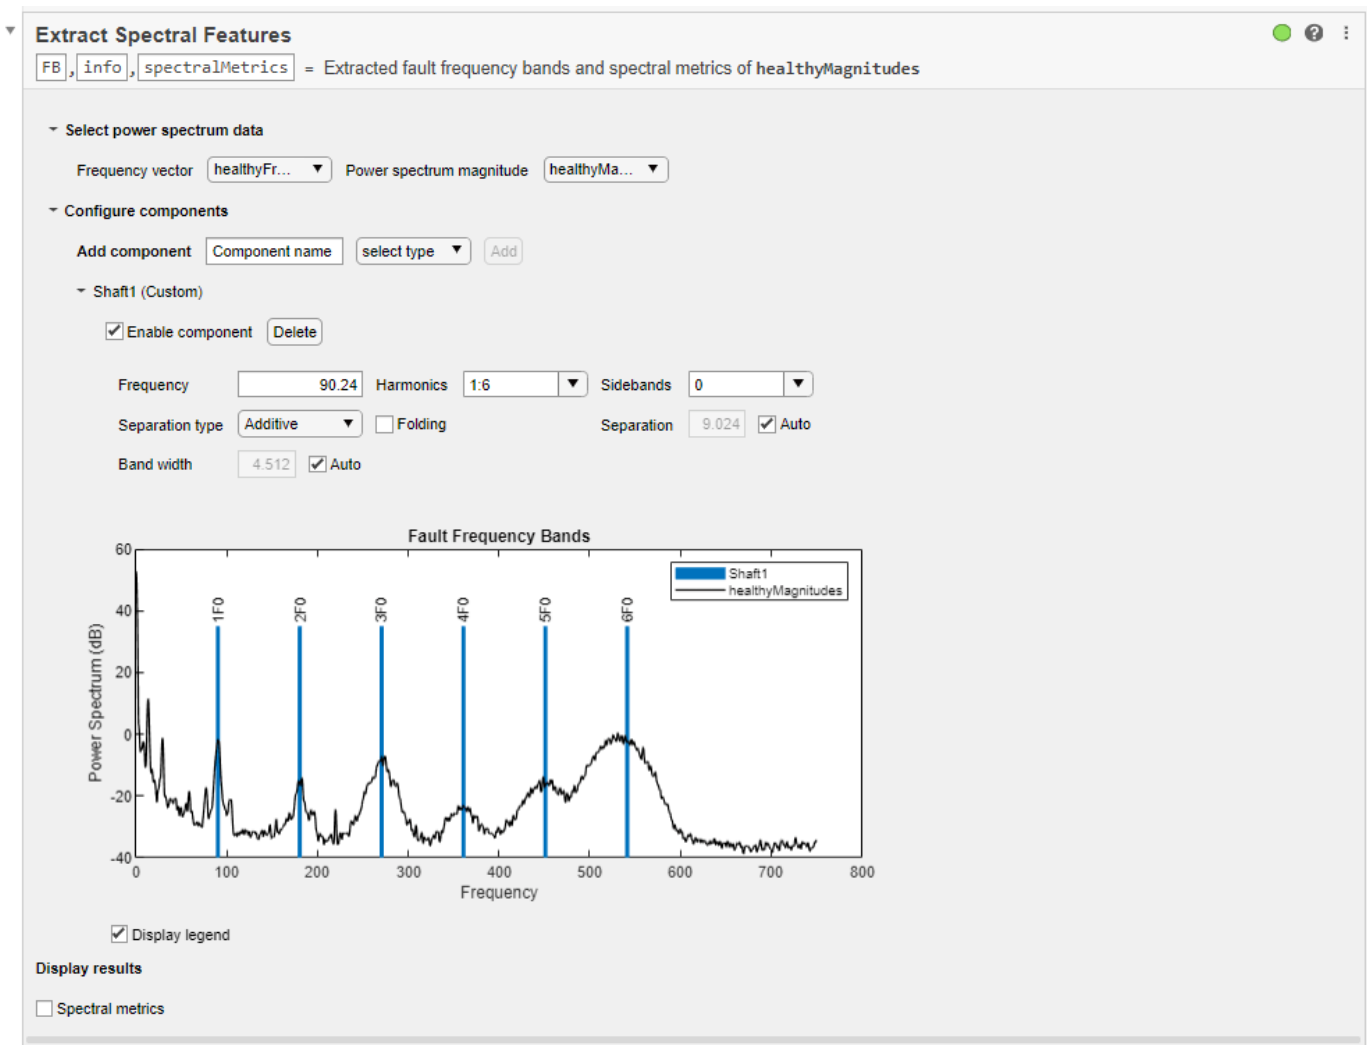 Extract Spectral Features
FB , info , spectralMetrics = Extracted fault frequency bands and spectral metrics of healthyMagnitudes
Select power spectrum data
Frequency vector healthyFr... Power spectrum magnitude healthyMa...
Configure components
Add component Component name select type Add
Shaft1 (Custom)
Enable component Delete
Frequency 90.24 Harmonics 1:6 Sidebands 0
Separation type Additive Folding Separation 9.024 Auto
Band width 4.512 Auto
Fault Frequency Bands
60
40
20
0
-20
-40
Power Spectrum (dB)
1F0 2F0 3F0 4F0 5F0 6F0
Shaft1
healthyMagnitudes
0 100 200 300 400 500 600 700 800
Frequency
Display legend
Display results
Spectral metrics